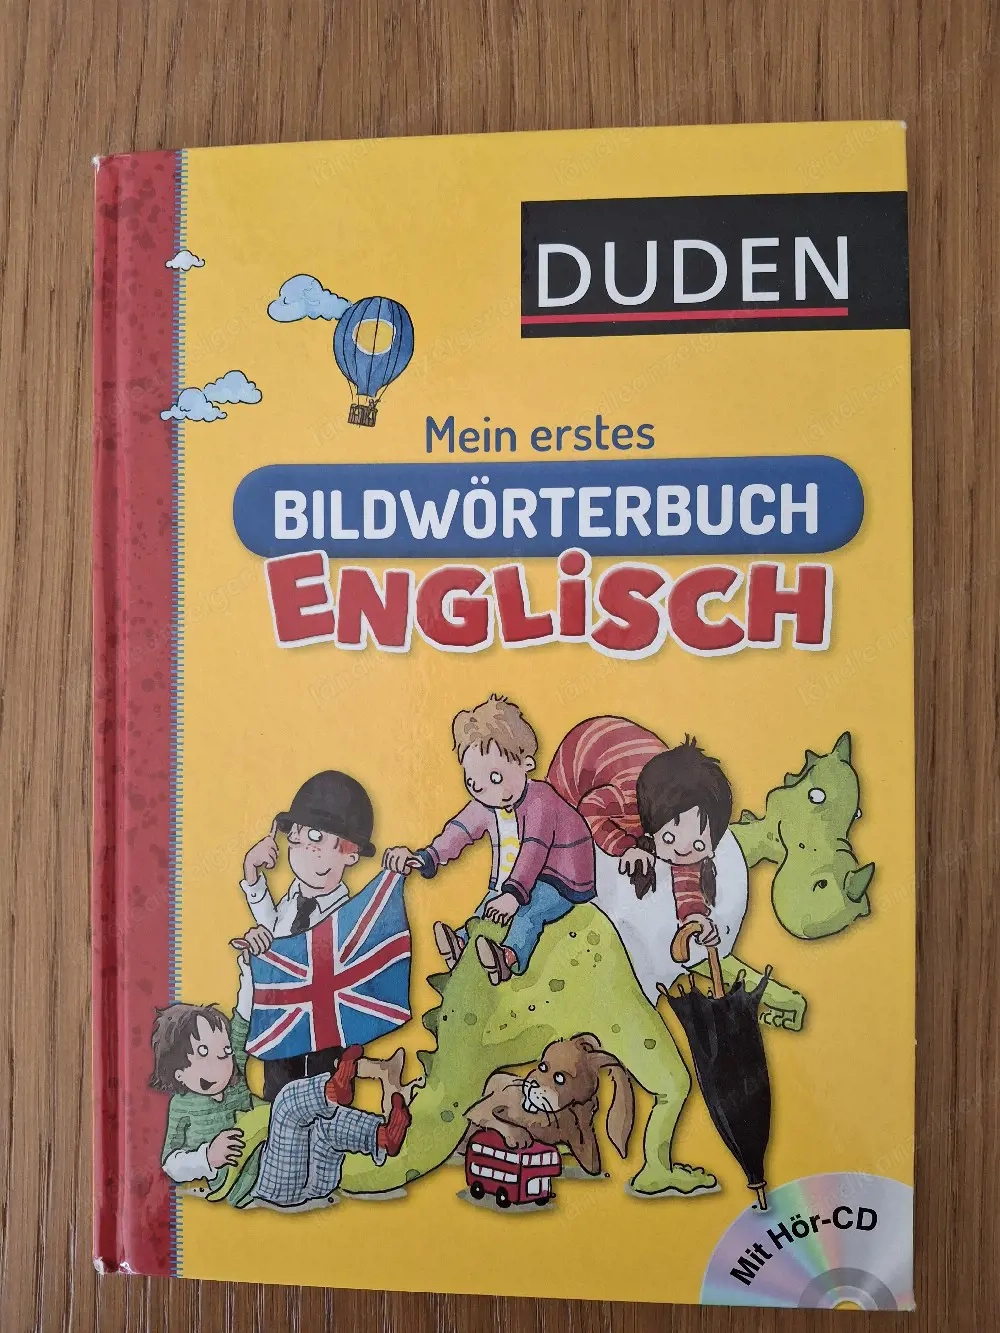 DUDEN
Mein erstes
BILDWÖRTERBUCH
ENGLiSCH
Mit Hör-CD